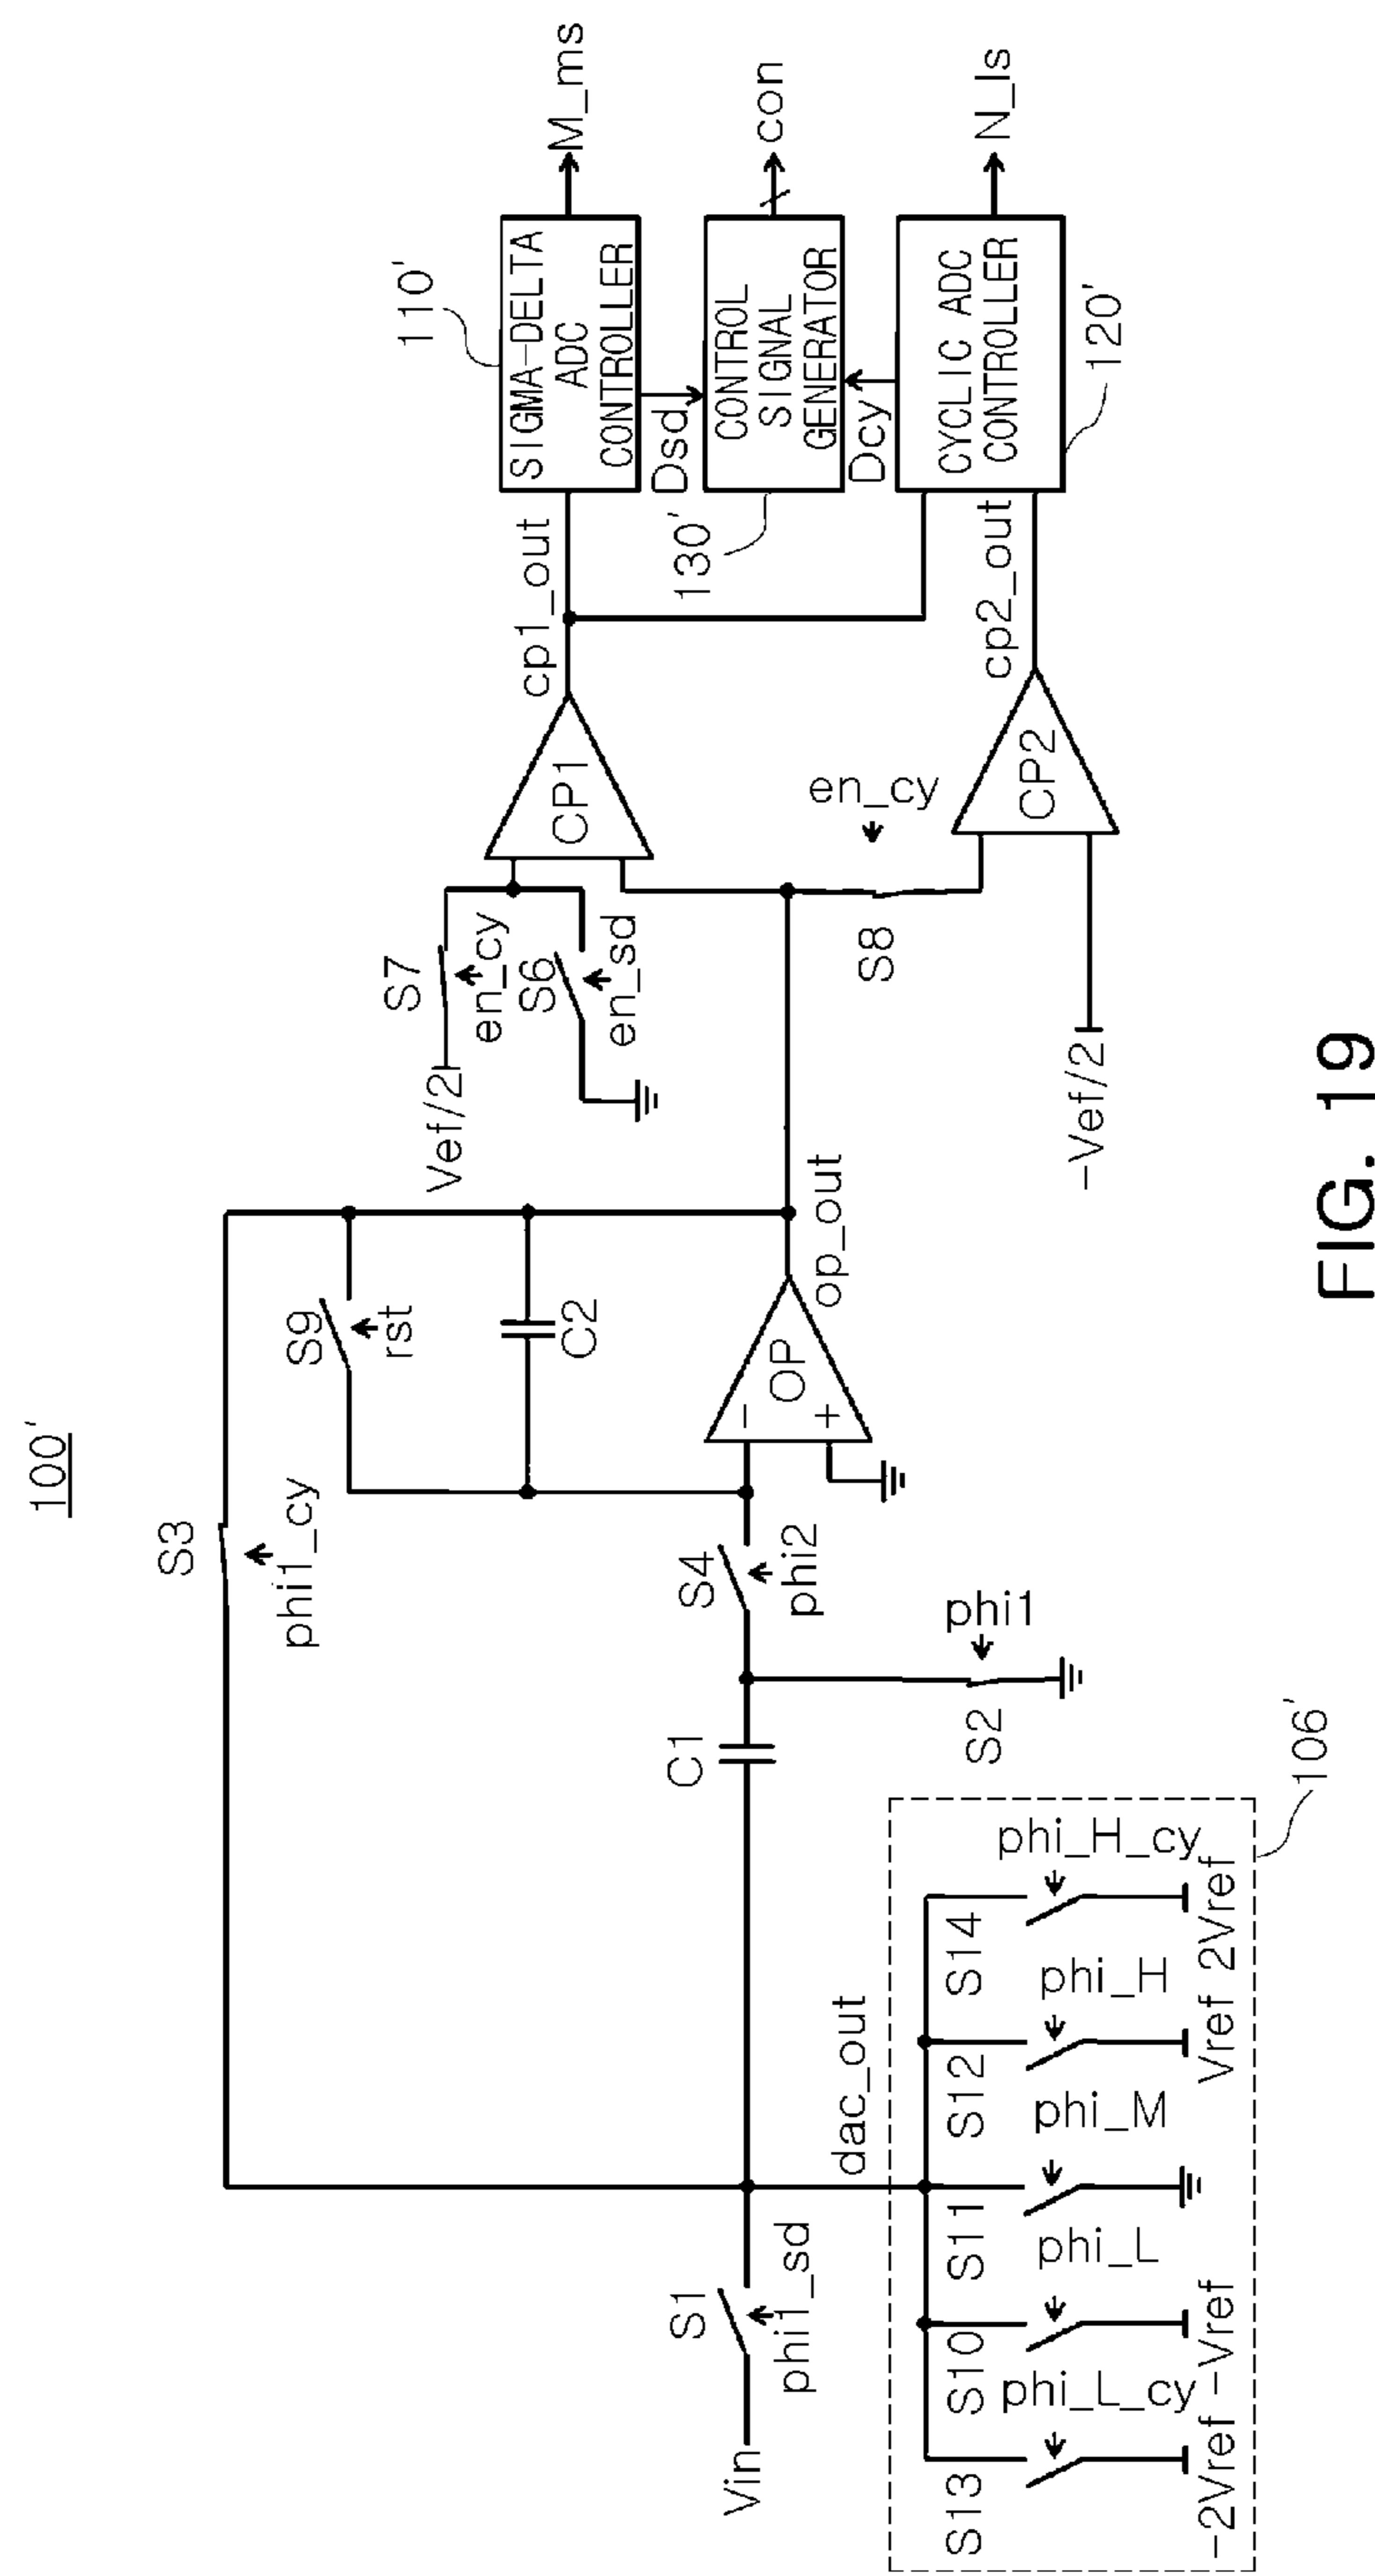 100'
S3
phi1_cy
S9
rst
C2
S4
phi2
OP
-
+
op_out
C1
S2
phi1
Vin
S1
phi1_sd
dac_out
S13
phi_L_cy
-2Vref
S10
phi_L
-Vref
S11
phi_M
S12
phi_H
Vref
S14
phi_H_cy
2Vref
106'
Vef/2
S7
en_cy
S6
en_sd
CP1
cp1_out
S8
en_cy
-Vef/2
CP2
cp2_out
110'
SIGMA-DELTA
ADC
CONTROLLER
M_ms
Dsd
130'
CONTROL
SIGNAL
GENERATOR
con
Dcy
CYCLIC ADC
CONTROLLER
120'
N_ls
FIG. 19